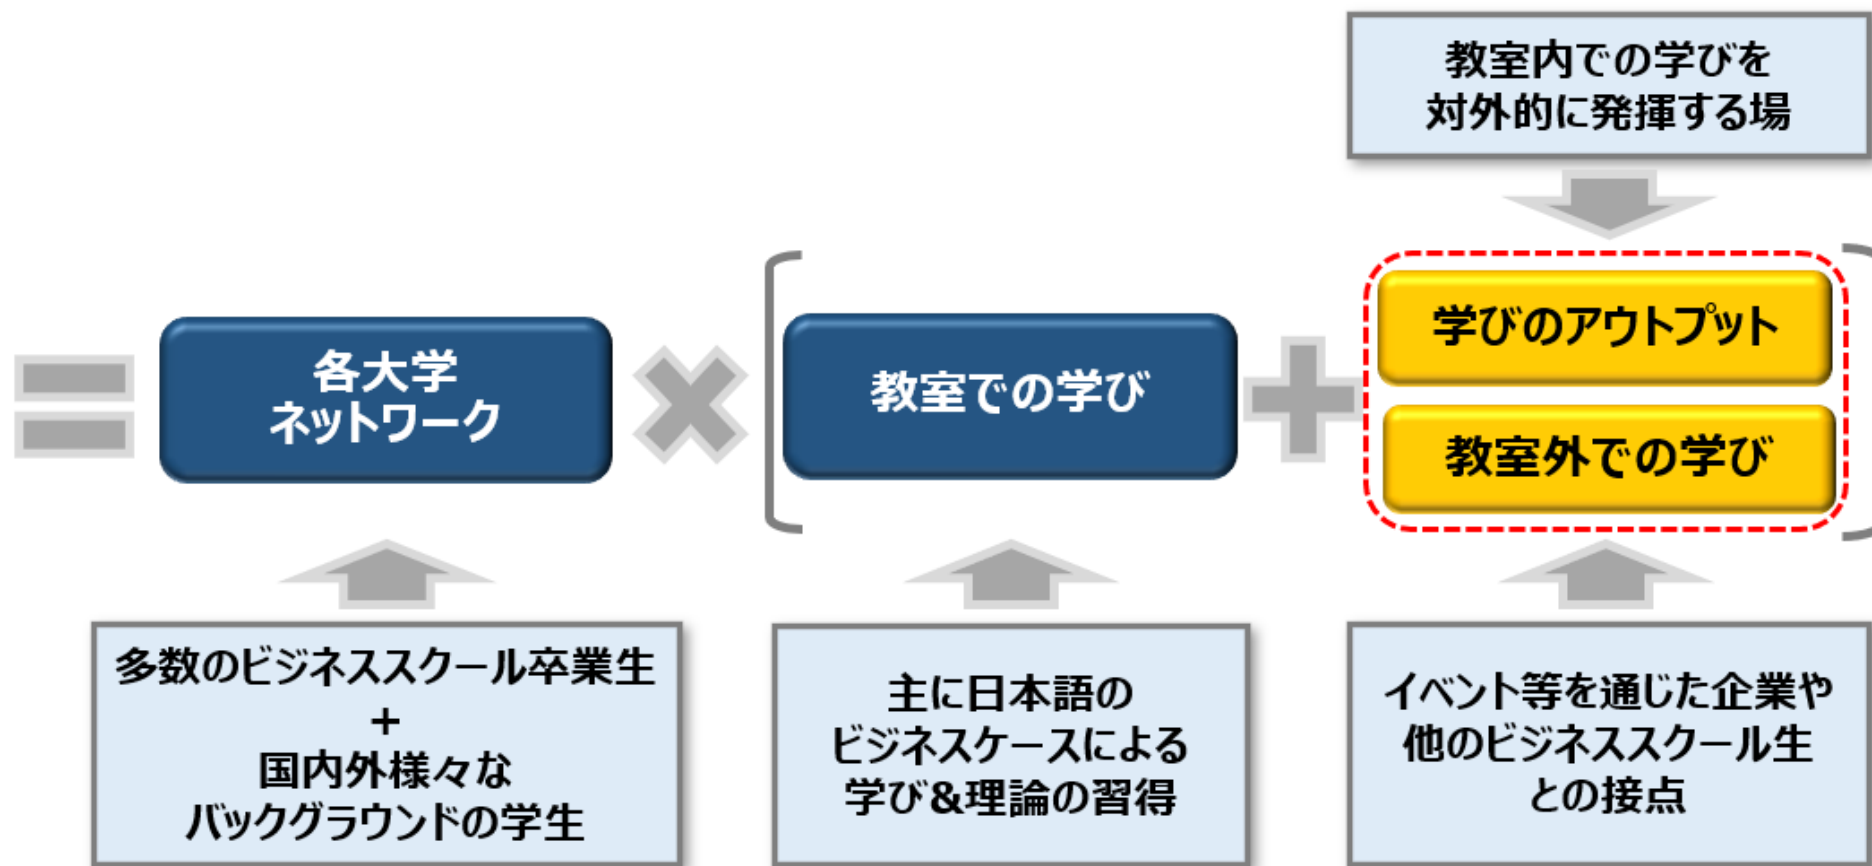 教室内での学びを
対外的に発揮する場
各大学
ネットワーク
教室での学び
学びのアウトプット
教室外での学び
多数のビジネススクール卒業生
+
国内外様々な
バックグラウンドの学生
主に日本語の
ビジネスケースによる
学び&理論の習得
イベント等を通じた企業や
他のビジネススクール生
との接点